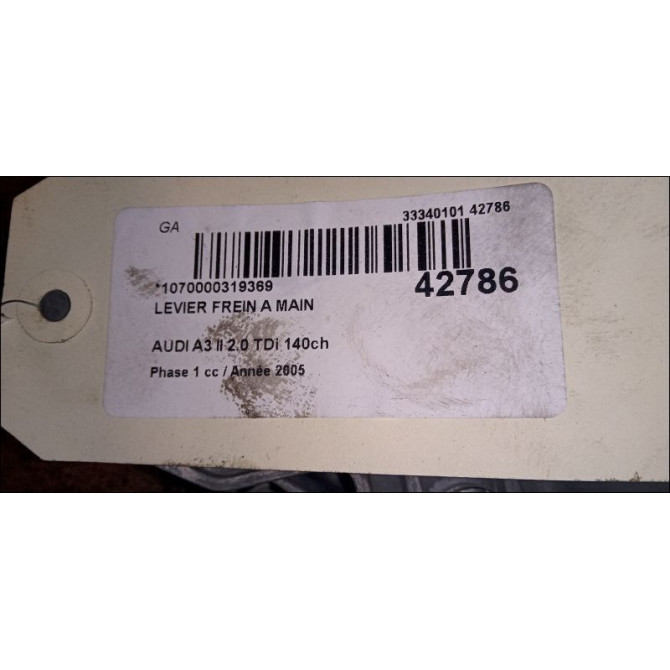 GA
33340101 42786
*1070000319369
42786
LEVIER FREIN A MAIN
AUDI A3 II 2.0 TDi 140ch
Phase 1 cc / Année 2005